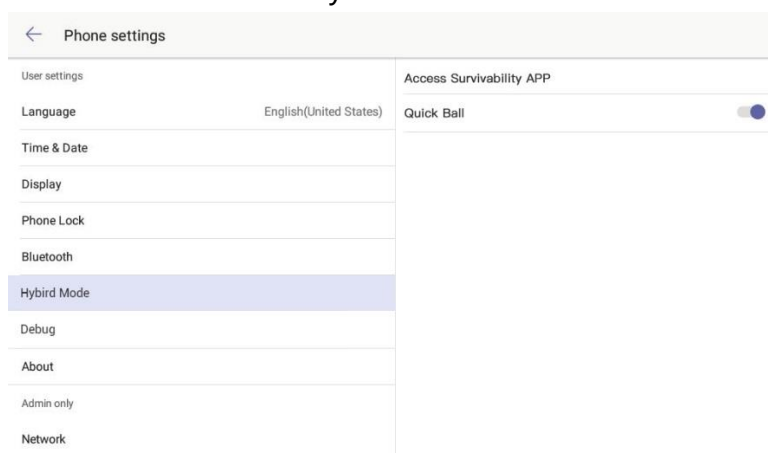 Phone settings
User settings
Language English(United States)
Time & Date
Display
Phone Lock
Bluetooth
Hybird Mode
Debug
About
Admin only
Network
Access Survivability APP
Quick Ball